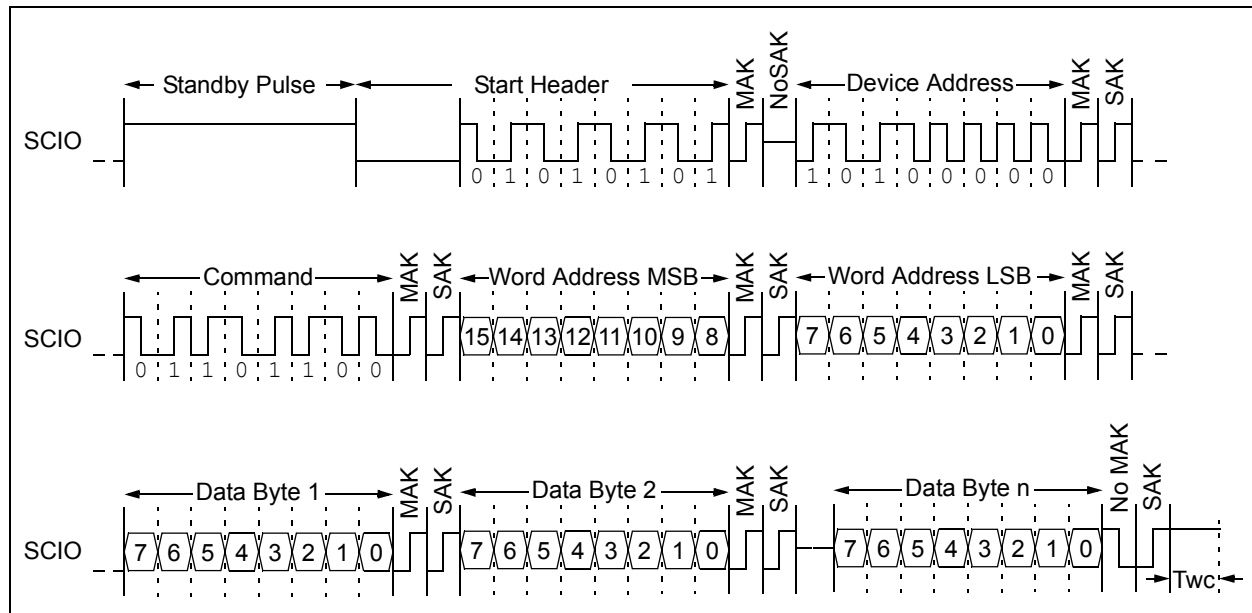 Standby Pulse Start Header MAK NoSAK Device Address MAK SAK
SCIO
0 1 0 1 0 1 0 1 1 0 1 0 0 0 0 0
Command MAK SAK Word Address MSB MAK SAK Word Address LSB MAK SAK
SCIO 15 14 13 12 11 10 9 8 7 6 5 4 3 2 1 0
0 1 1 0 1 1 0 0
Data Byte 1 MAK SAK Data Byte 2 MAK SAK Data Byte n No MAK SAK
SCIO 7 6 5 4 3 2 1 0 7 6 5 4 3 2 1 0 7 6 5 4 3 2 1 0
Twc